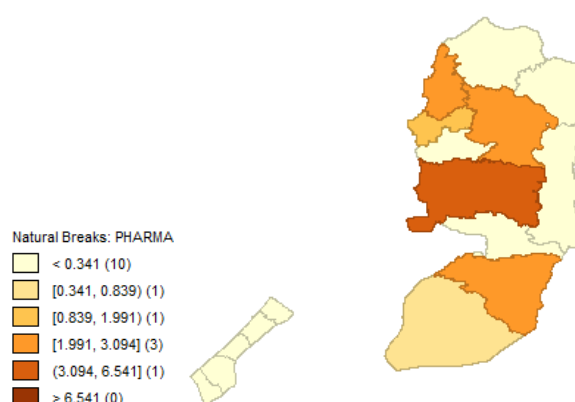 Natural Breaks: PHARMA
< 0.341 (10)
[0.341, 0.839) (1)
[0.839, 1.991) (1)
[1.991, 3.094] (3)
(3.094, 6.541] (1)
> 6.541 (0)